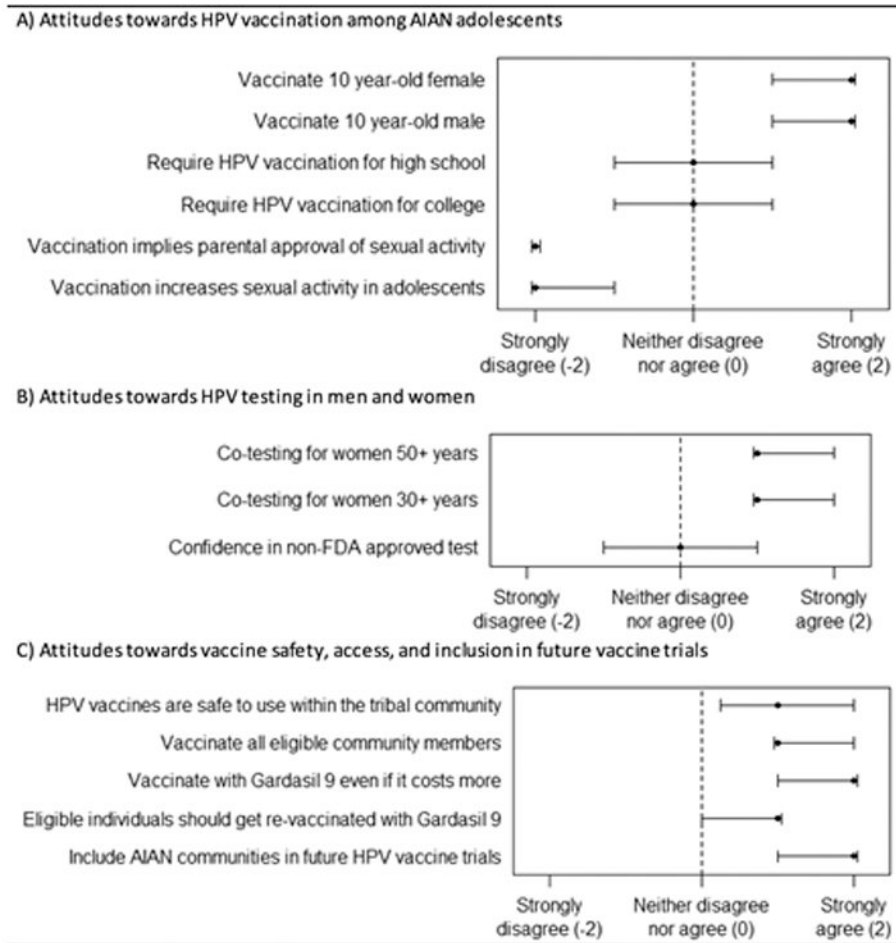 A) Attitudes towards HPV vaccination among AIAN adolescents
Vaccinate 10 year-old female
Vaccinate 10 year-old male
Require HPV vaccination for high school
Require HPV vaccination for college
Vaccination implies parental approval of sexual activity
Vaccination increases sexual activity in adolescents
Strongly Neither disagree Strongly
disagree (-2) nor agree (0) agree (2)
B) Attitudes towards HPV testing in men and women
Co-testing for women 50+ years
Co-testing for women 30+ years
Confidence in non-FDA approved test
Strongly Neither disagree Strongly
disagree (-2) nor agree (0) agree (2)
C) Attitudes towards vaccine safety, access, and inclusion in future vaccine trials
HPV vaccines are safe to use within the tribal community
Vaccinate all eligible community members
Vaccinate with Gardasil 9 even if it costs more
Eligible individuals should get re-vaccinated with Gardasil 9
Include AIAN communities in future HPV vaccine trials
Strongly Neither disagree Strongly
disagree (-2) nor agree (0) agree (2)